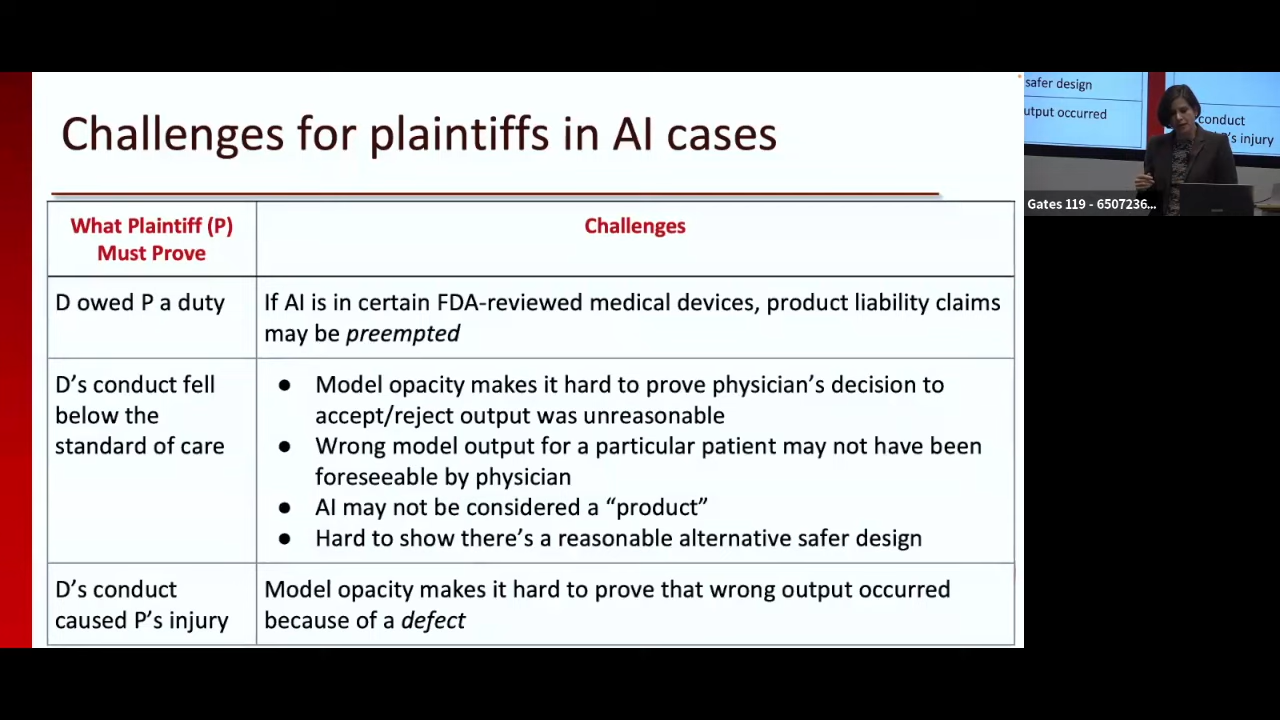 Challenges for plaintiffs in AI cases
What Plaintiff (P)
Must Prove
Challenges
D owed P a duty
If AI is in certain FDA-reviewed medical devices, product liability claims
may be preempted
D’s conduct fell
below the
standard of care
● Model opacity makes it hard to prove physician’s decision to
accept/reject output was unreasonable
● Wrong model output for a particular patient may not have been
foreseeable by physician
● AI may not be considered a “product”
● Hard to show there’s a reasonable alternative safer design
D’s conduct
caused P’s injury
Model opacity makes it hard to prove that wrong output occurred
because of a defect
safer design
occurred
conduct
injury
Gates 119 - 6507236...